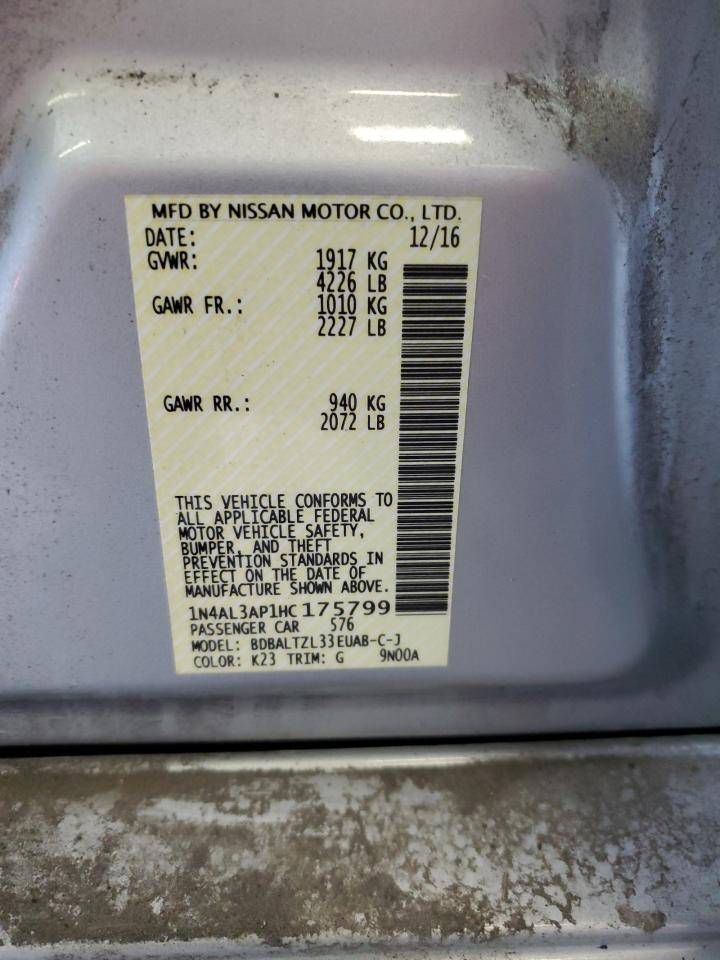 MFD BY NISSAN MOTOR CO., LTD.
DATE: 12/16
GVWR: 1917 KG
4226 LB
GAWR FR.: 1010 KG
2227 LB
GAWR RR.: 940 KG
2072 LB
THIS VEHICLE CONFORMS TO
ALL APPLICABLE FEDERAL
MOTOR VEHICLE SAFETY,
BUMPER, AND THEFT
PREVENTION STANDARDS IN
EFFECT ON THE DATE OF
MANUFACTURE SHOWN ABOVE.
1N4AL3AP1HC175799
PASSENGER CAR 576
MODEL: BDBALTZL33EUAB-C-J
COLOR: K23 TRIM: G 9N00A